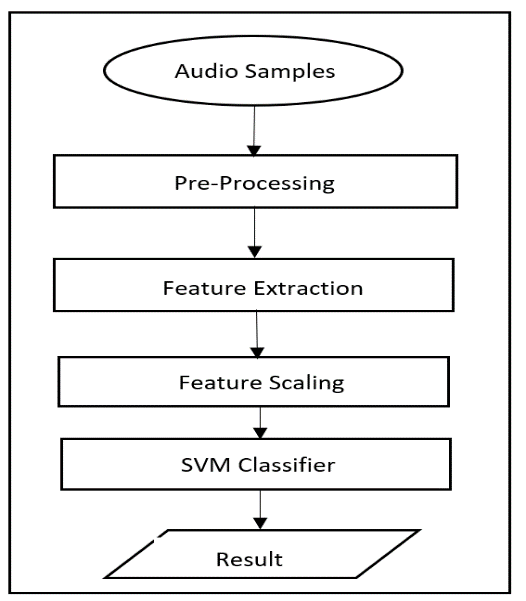 Audio Samples
Pre-Processing
Feature Extraction
Feature Scaling
SVM Classifier
Result